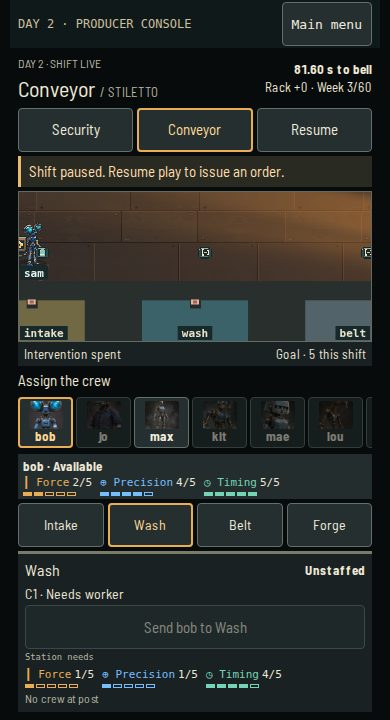 DAY 2 · PRODUCER CONSOLE
Main menu
DAY 2 · SHIFT LIVE
81.60 s to bell
Conveyor / STILETTO
Rack +0 · Week 3/60
Security
Conveyor
Resume
Shift paused. Resume play to issue an order.
sam
intake
wash
belt
Intervention spent
Goal · 5 this shift
Assign the crew
bob
jo
max
kit
mae
lou
bob · Available
Force 2/5
Precision 4/5
Timing 5/5
Intake
Wash
Belt
Forge
Wash
Unstaffed
C1 · Needs worker
Send bob to Wash
Station needs
Force 1/5
Precision 1/5
Timing 4/5
No crew at post